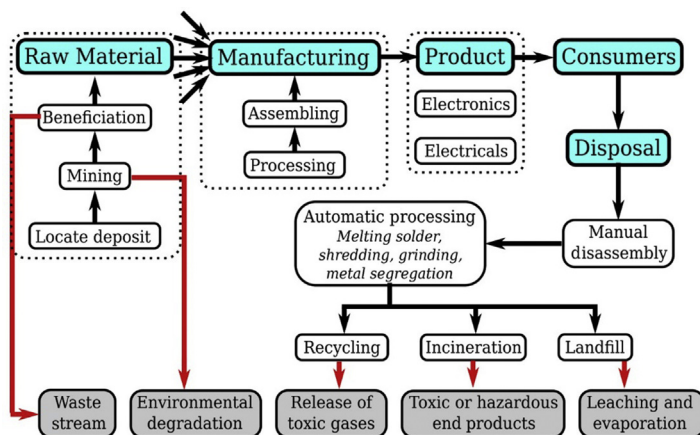 Raw Material
Manufacturing
Product
Consumers
Beneficiation
Assembling
Electronics
Mining
Processing
Electricals
Disposal
Locate deposit
Automatic processing
Melting solder,
shredding, grinding,
metal segregation
Manual
disassembly
Recycling
Incineration
Landfill
Waste
stream
Environmental
degradation
Release of
toxic gases
Toxic or hazardous
end products
Leaching and
evaporation